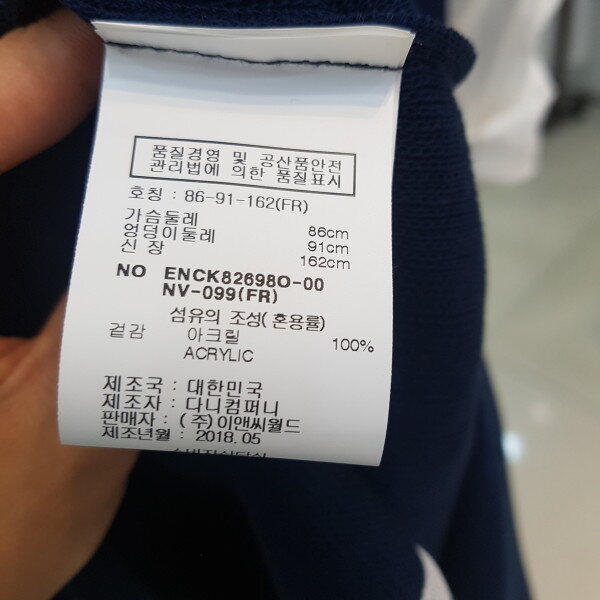 품질경영 및 공산품안전
관리법에 의한 품질표시
호칭 : 86-91-162(FR)
가슴둘레 86cm
엉덩이둘레 91cm
신 장 162cm
NO ENCK82698O-00
NV-099(FR)
섬유의 조성( 혼용률)
겉감 아크릴 100%
ACRYLIC
제조국 : 대한민국
제조자 : 다니컴퍼니
판매자 : (주)이앤씨월드
제조년월 : 2018.05